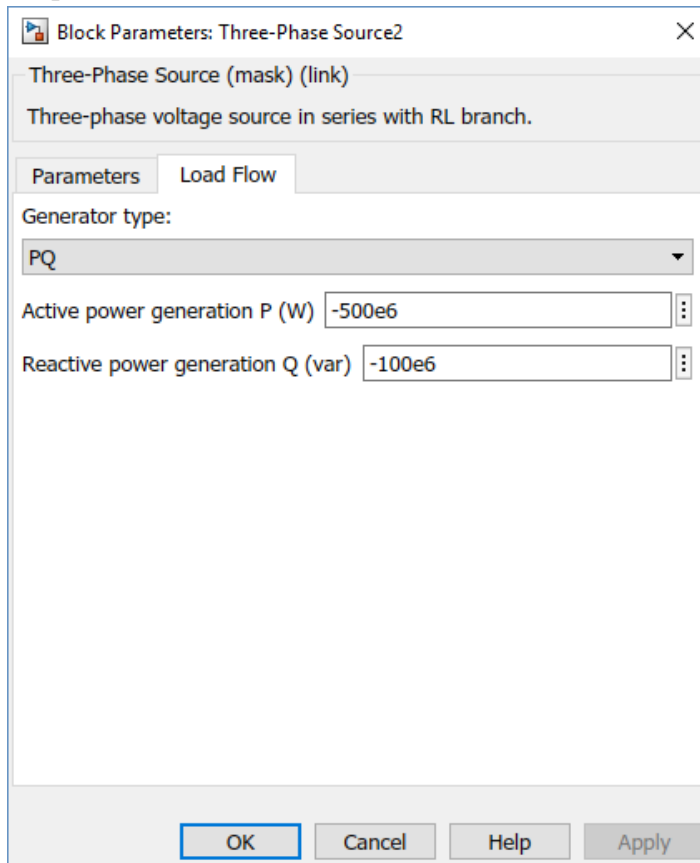 Block Parameters: Three-Phase Source2
Three-Phase Source (mask) (link)
Three-phase voltage source in series with RL branch.
Parameters Load Flow
Generator type:
PQ
Active power generation P (W) -500e6
Reactive power generation Q (var) -100e6
OK Cancel Help Apply